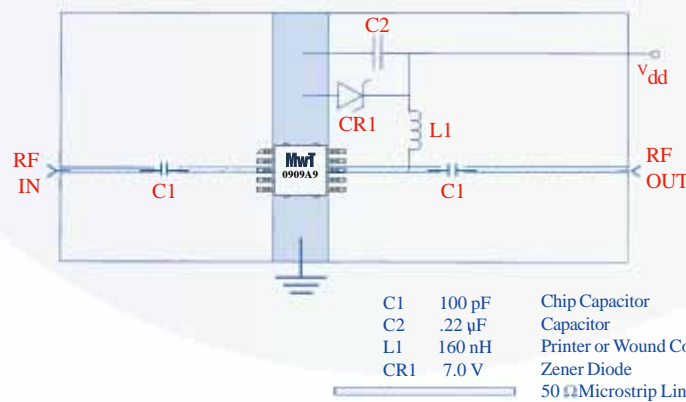 C2
Vdd
CR1
L1
RF
IN
C1
MwT
0909A9
C1
RF
OUT
C1 100 pF Chip Capacitor
C2 .22 µF Capacitor
L1 160 nH Printer or Wound Co
CR1 7.0 V Zener Diode
50 Ω Microstrip Lin